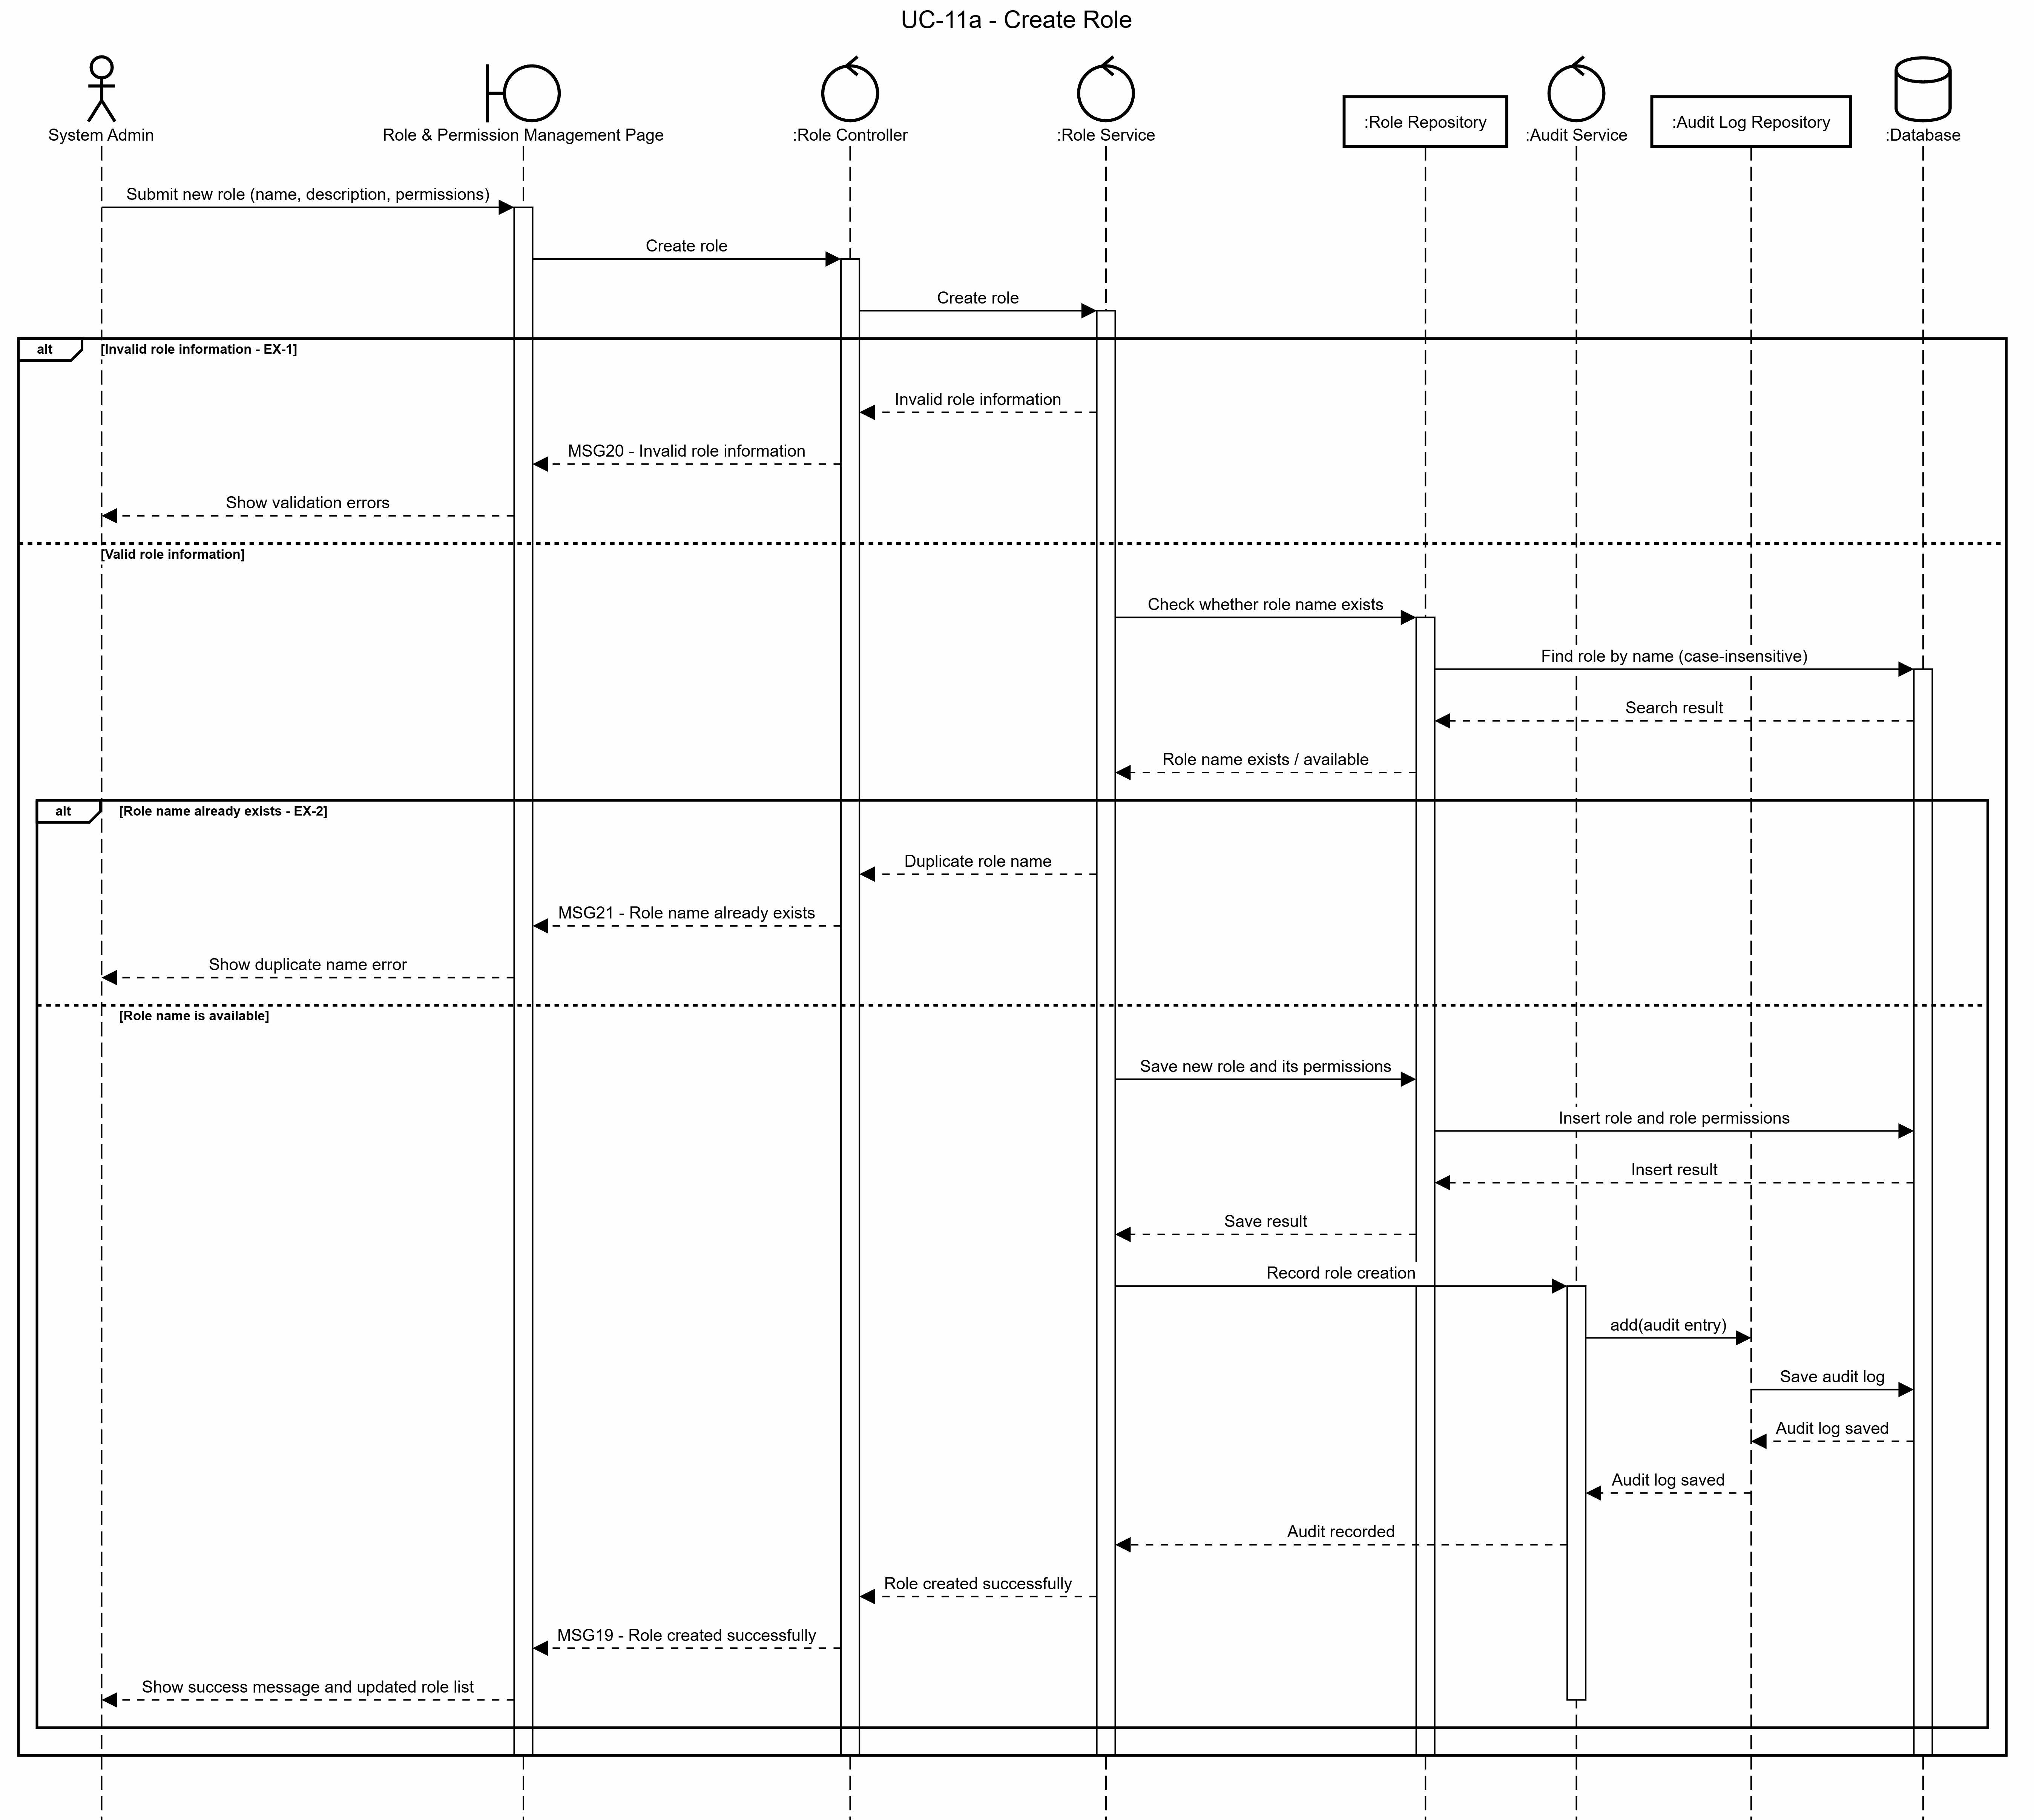 UC-11a - Create Role
System Admin
Role & Permission Management Page
:Role Controller
:Role Service
:Role Repository
:Audit Service
:Audit Log Repository
:Database
Submit new role (name, description, permissions)
Create role
Create role
alt
[Invalid role information - EX-1]
Invalid role information
MSG20 - Invalid role information
Show validation errors
[Valid role information]
Check whether role name exists
Find role by name (case-insensitive)
Search result
Role name exists / available
alt
[Role name already exists - EX-2]
Duplicate role name
MSG21 - Role name already exists
Show duplicate name error
[Role name is available]
Save new role and its permissions
Insert role and role permissions
Insert result
Save result
Record role creation
add(audit entry)
Save audit log
Audit log saved
Audit log saved
Audit recorded
Role created successfully
MSG19 - Role created successfully
Show success message and updated role list